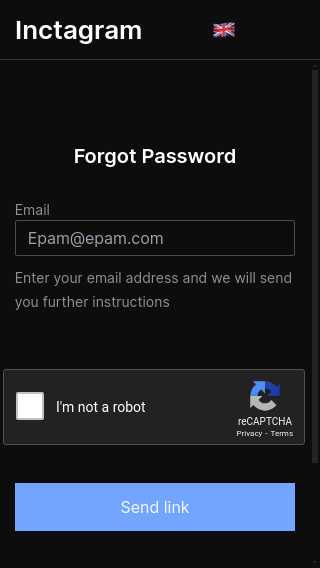 Inctagram
Forgot Password
Email
Epam@epam.com
Enter your email address and we will send
you further instructions
I'm not a robot
reCAPTCHA
Privacy - Terms
Send link